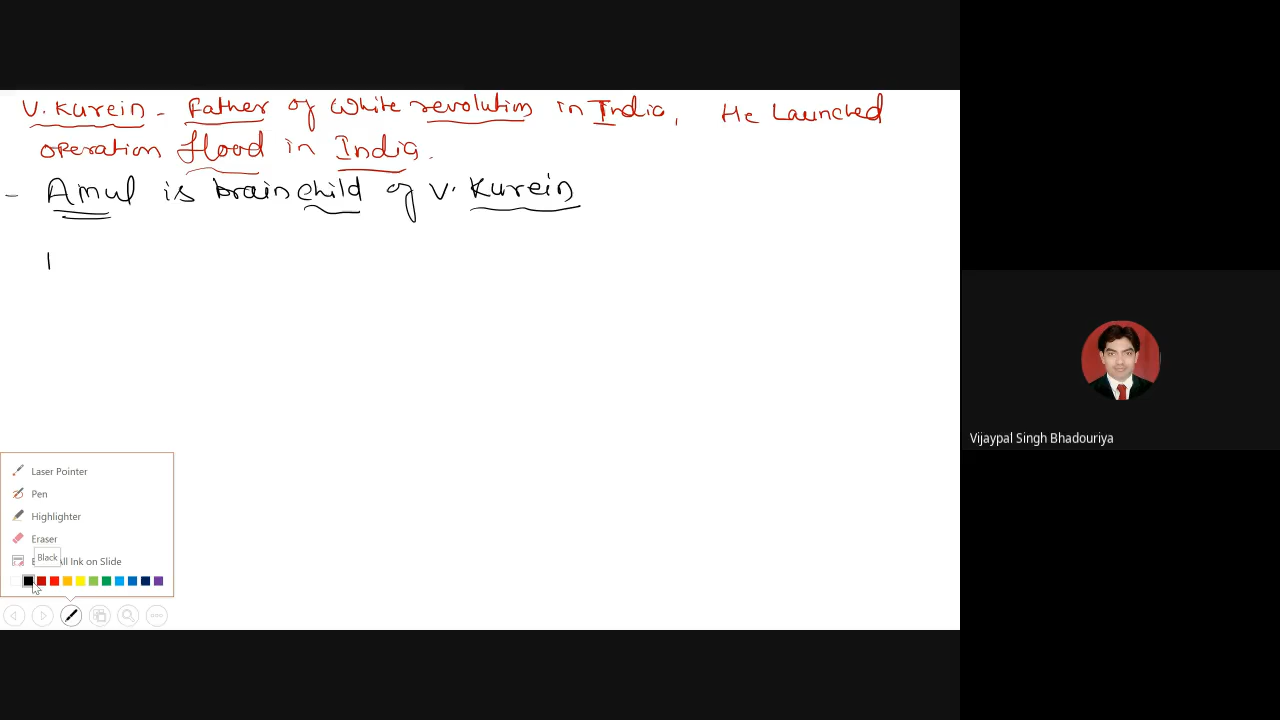 V. Kurein - Father of White revolution in India, He Launched
operation flood in India.
- Amul is brainchild of V. Kurein
Vijaypal Singh Bhadouriya
Laser Pointer
Pen
Highlighter
Eraser
Black
All Ink on Slide